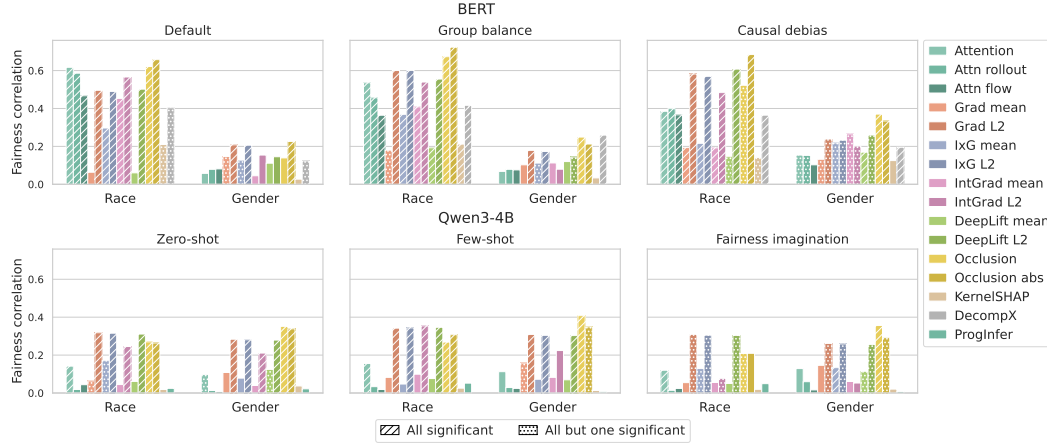 BERT
Default
Group balance
Causal debias
Fairness correlation
0.6
0.4
0.2
0.0
Race
Gender
Race
Gender
Race
Gender
Qwen3-4B
Zero-shot
Few-shot
Fairness imagination
Fairness correlation
0.6
0.4
0.2
0.0
Race
Gender
Race
Gender
Race
Gender
Attention
Attn rollout
Attn flow
Grad mean
Grad L2
IxG mean
IxG L2
IntGrad mean
IntGrad L2
DeepLift mean
DeepLift L2
Occlusion
Occlusion abs
KernelSHAP
DecompX
ProgInfer
All significant
All but one significant